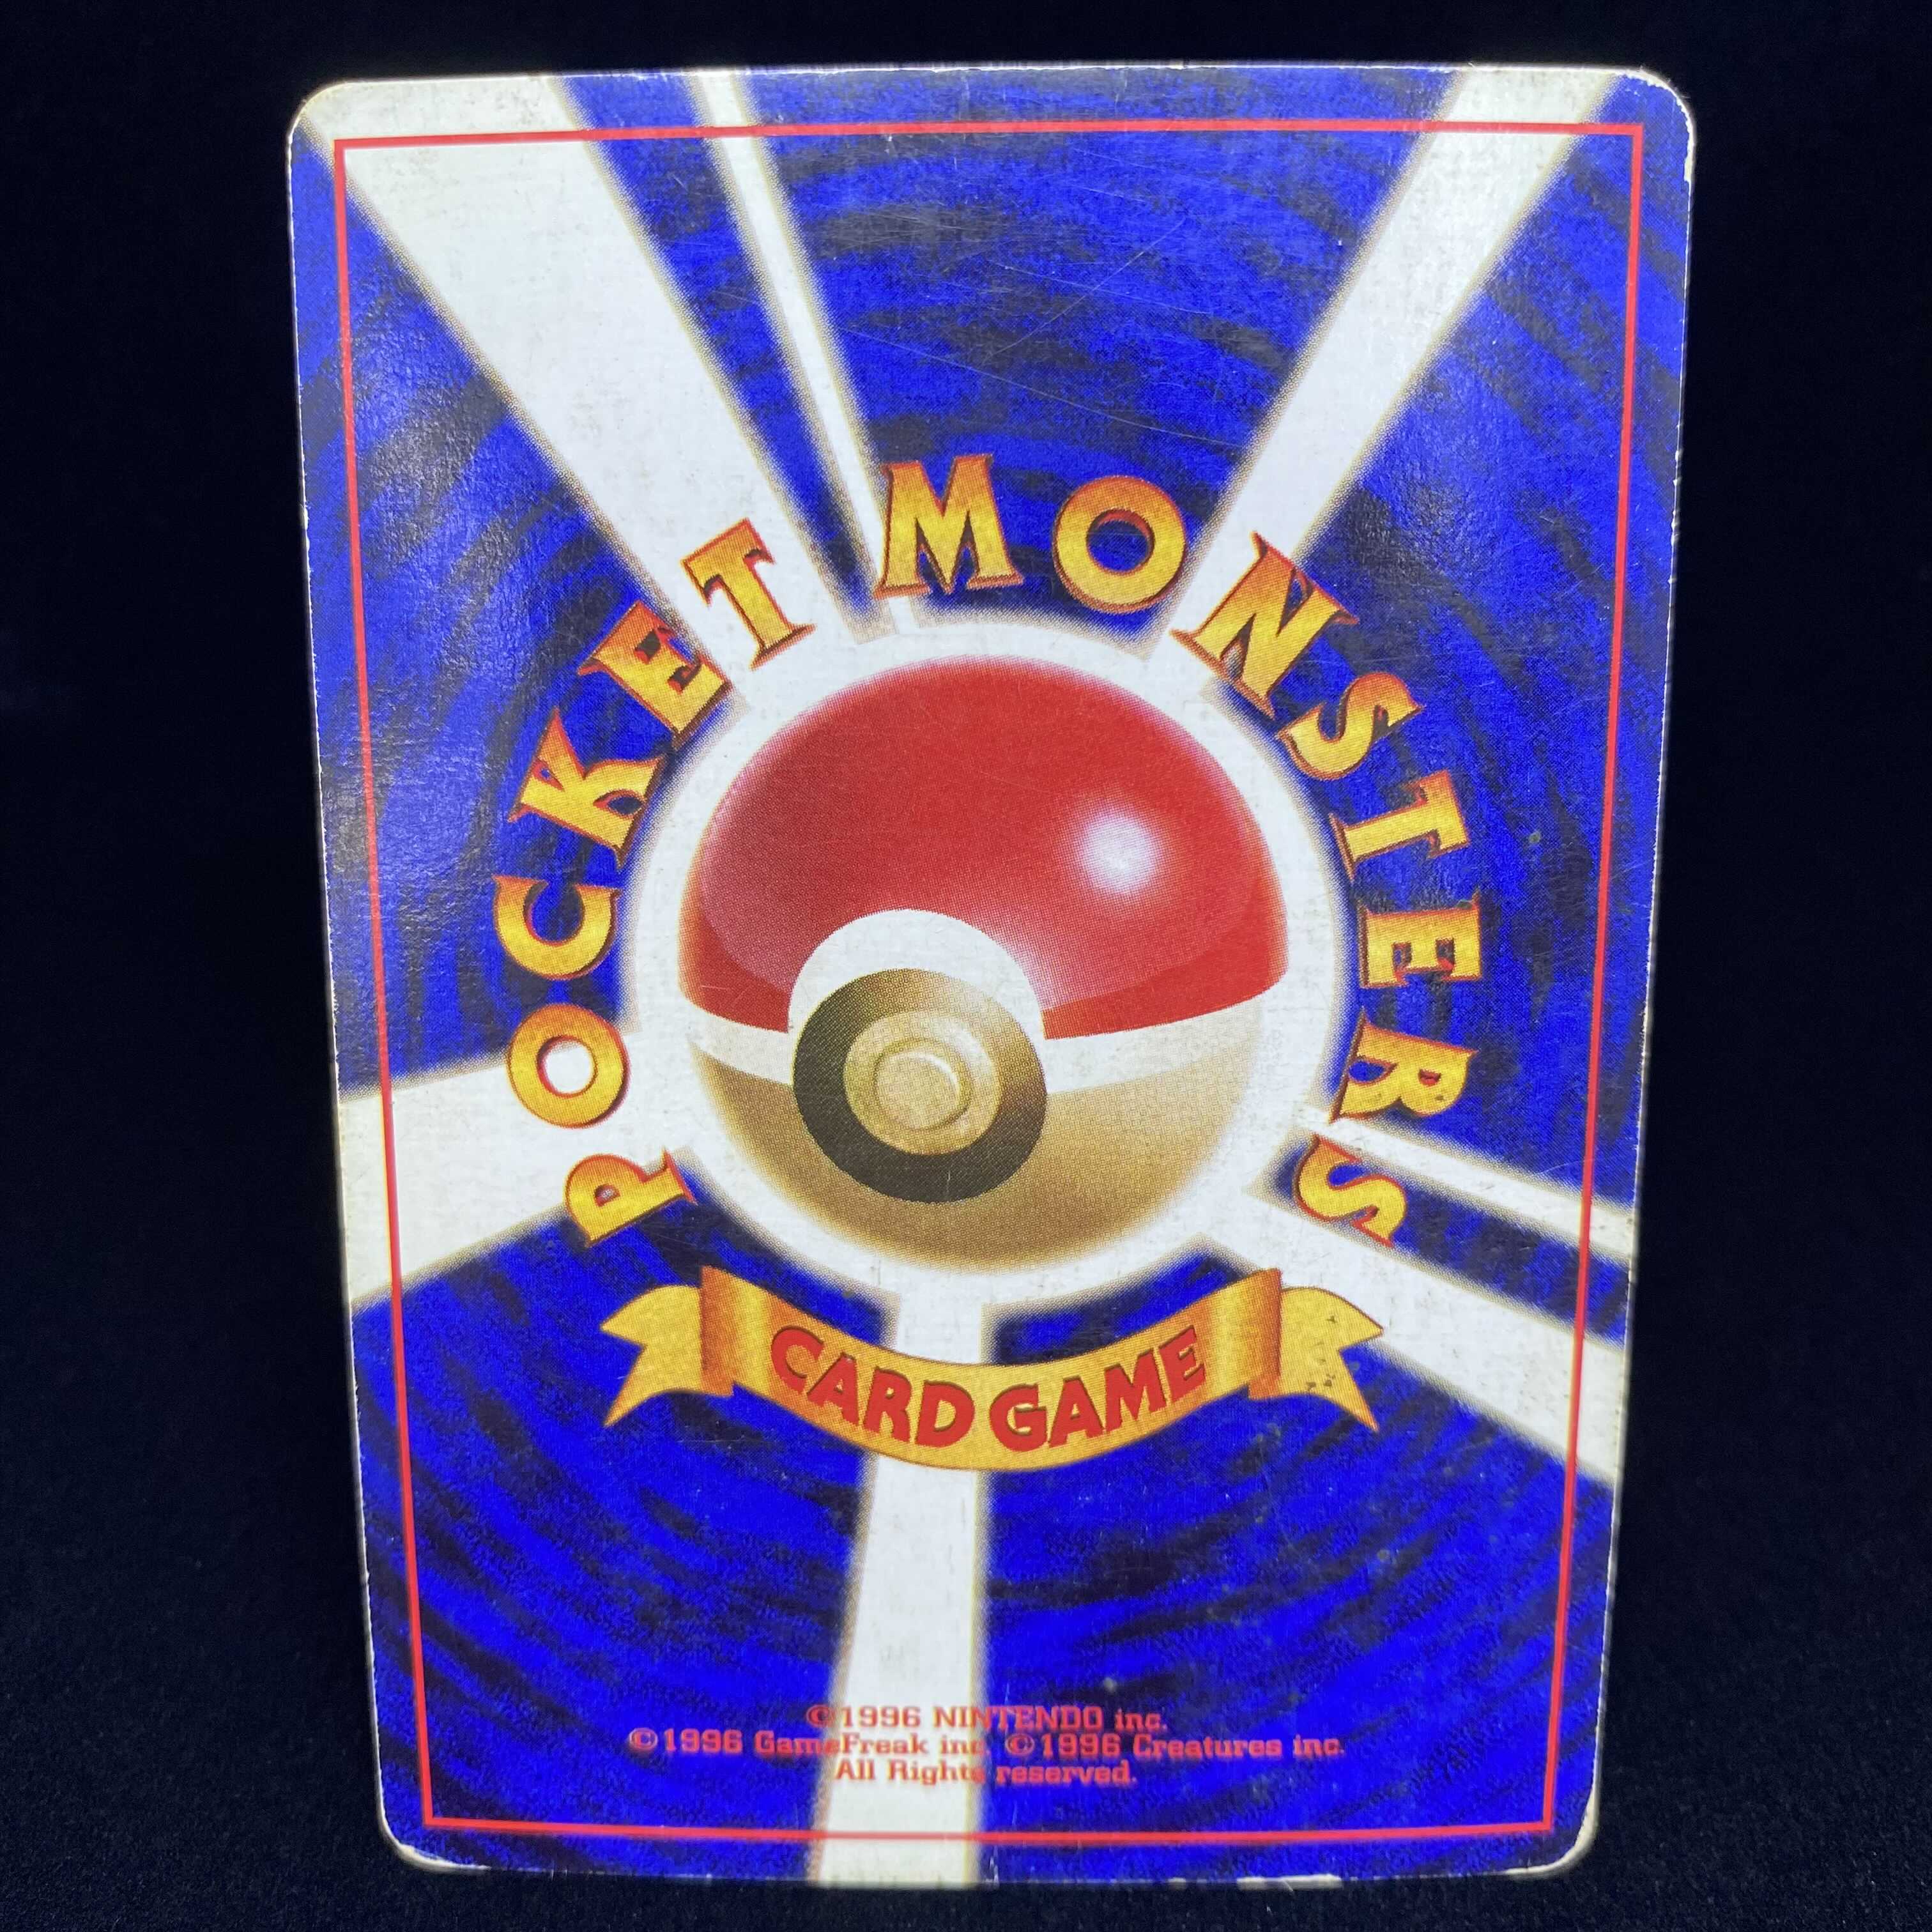 POCKET MONSTERS
CARD GAME
©1996 NINTENDO inc.
©1996 GameFreak inc. ©1996 Creatures inc.
All Rights reserved.